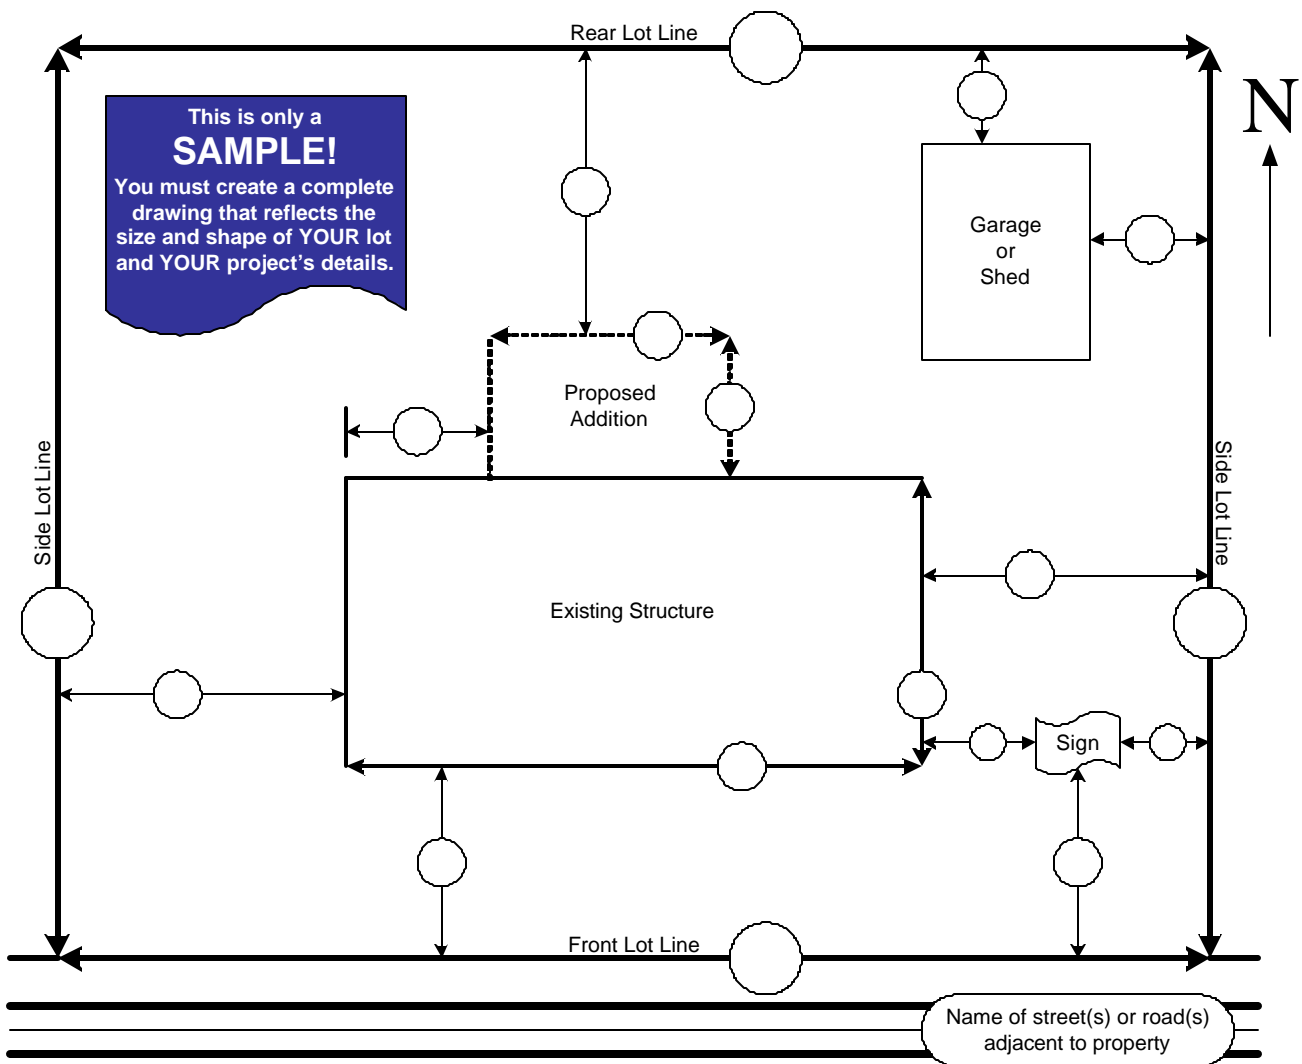 Rear Lot Line
N
This is only a
SAMPLE!
You must create a complete
drawing that reflects the
size and shape of YOUR lot
and YOUR project's details.
Garage
or
Shed
Proposed
Addition
Side Lot Line
Side Lot Line
Existing Structure
Sign
Front Lot Line
Name of street(s) or road(s)
adjacent to property